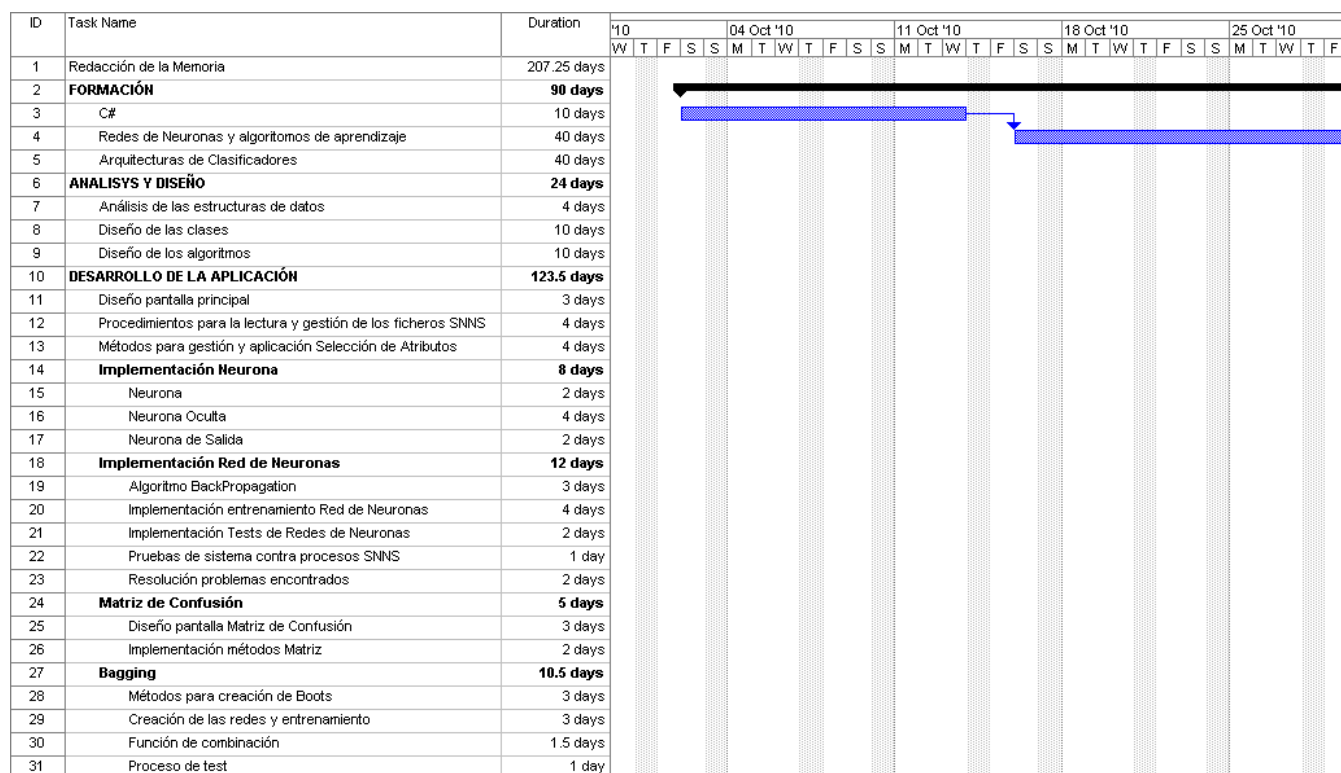 ID Task Name Duration '10 04 Oct '10 11 Oct '10 18 Oct '10 25 Oct '10
W T F S S M T W T F S S M T W T F S S M T W T F S S M T W T F
1 Redacción de la Memoria 207.25 days
2 FORMACIÓN 90 days
3 C# 10 days
4 Redes de Neuronas y algoritomos de aprendizaje 40 days
5 Arquitecturas de Clasificadores 40 days
6 ANALISYS Y DISEÑO 24 days
7 Análisis de las estructuras de datos 4 days
8 Diseño de las clases 10 days
9 Diseño de los algoritmos 10 days
10 DESARROLLO DE LA APLICACIÓN 123.5 days
11 Diseño pantalla principal 3 days
12 Procedimientos para la lectura y gestión de los ficheros SNNS 4 days
13 Métodos para gestión y aplicación Selección de Atributos 4 days
14 Implementación Neurona 8 days
15 Neurona 2 days
16 Neurona Oculta 4 days
17 Neurona de Salida 2 days
18 Implementación Red de Neuronas 12 days
19 Algoritmo BackPropagation 3 days
20 Implementación entrenamiento Red de Neuronas 4 days
21 Implementación Tests de Redes de Neuronas 2 days
22 Pruebas de sistema contra procesos SNNS 1 day
23 Resolución problemas encontrados 2 days
24 Matriz de Confusión 5 days
25 Diseño pantalla Matriz de Confusión 3 days
26 Implementación métodos Matriz 2 days
27 Bagging 10.5 days
28 Métodos para creación de Boots 3 days
29 Creación de las redes y entrenamiento 3 days
30 Función de combinación 1.5 days
31 Proceso de test 1 day